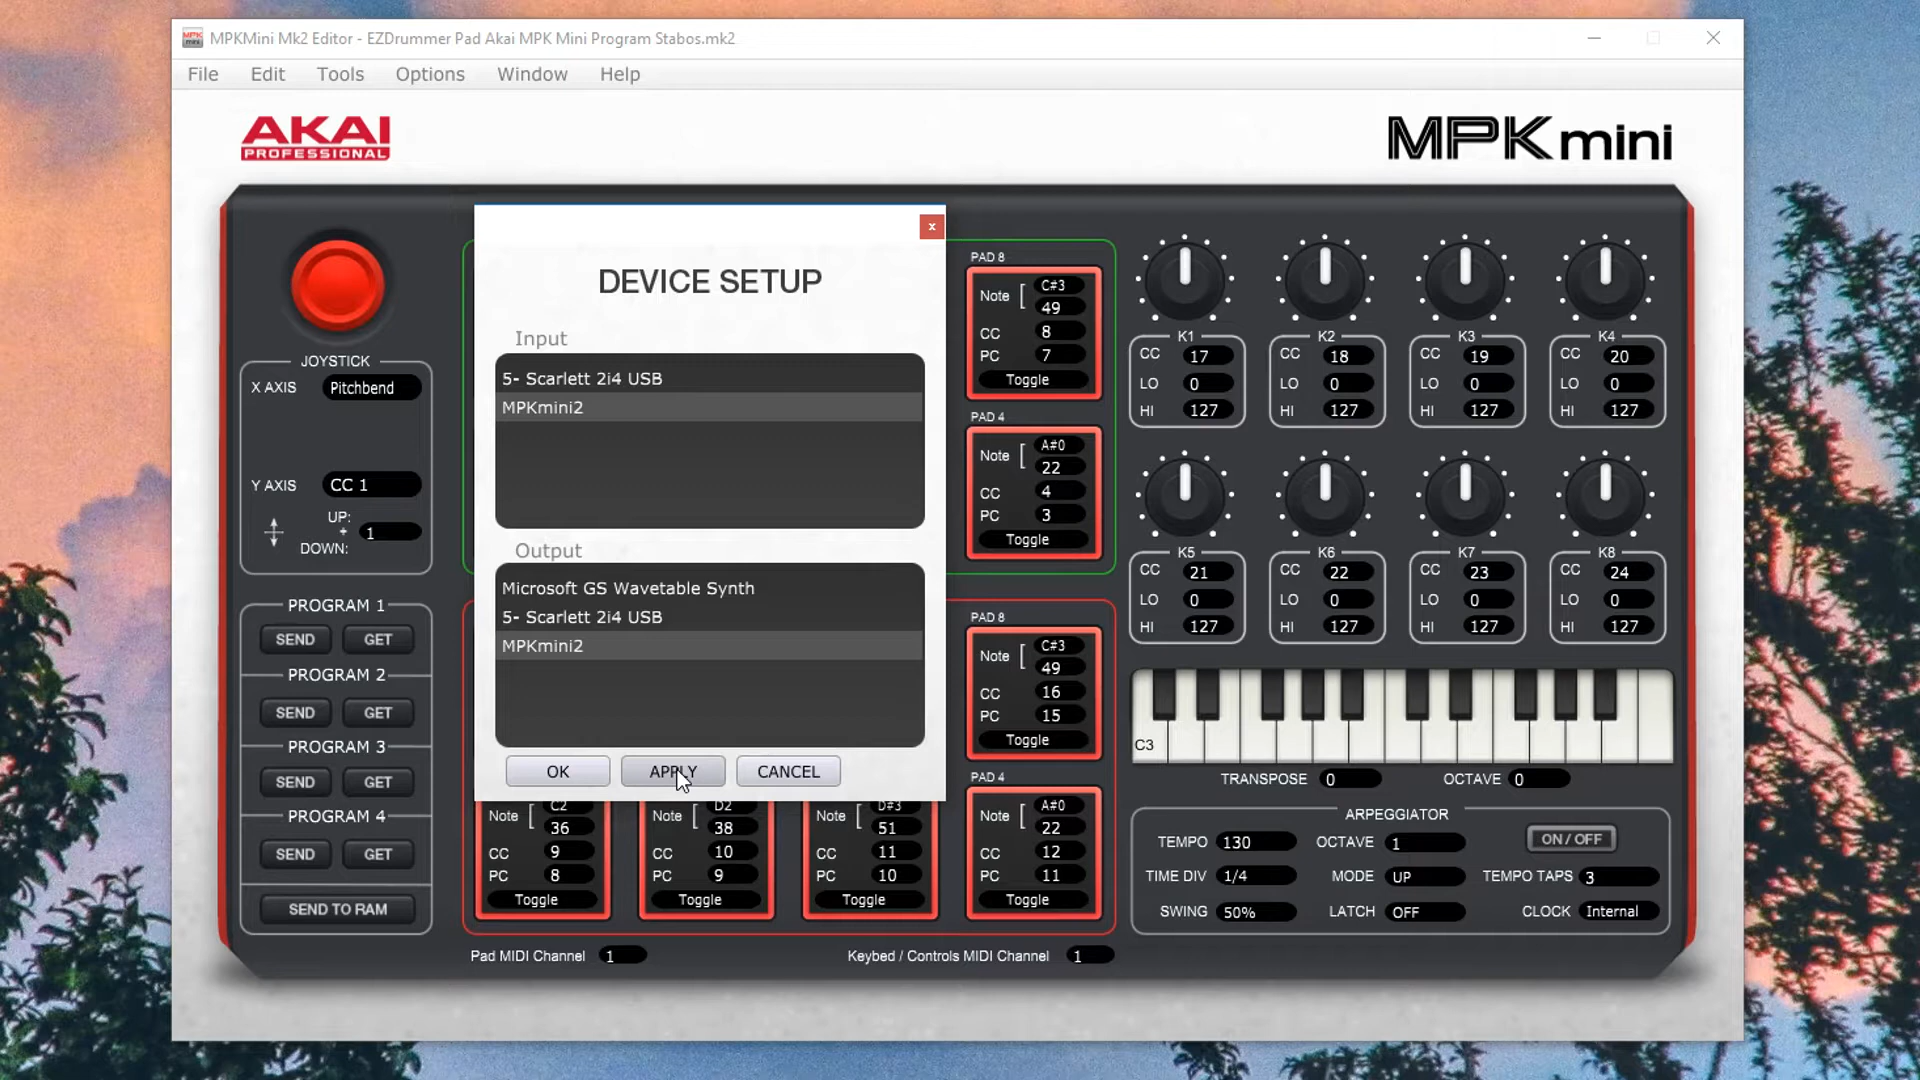 MPKMini Mk2 Editor - EZDrummer Pad Akai MPK Mini Program Stabos.mk2
File Edit Tools Options Window Help
AKAI
PROFESSIONAL
MPKmini
DEVICE SETUP
x
Input
5- Scarlett 2i4 USB
MPKmini2
Output
Microsoft GS Wavetable Synth
5- Scarlett 2i4 USB
MPKmini2
OK APPLY CANCEL
JOYSTICK
X AXIS Pitchbend
Y AXIS CC 1
UP:
+ 1
DOWN:
PROGRAM 1
SEND GET
PROGRAM 2
SEND GET
PROGRAM 3
SEND GET
PROGRAM 4
SEND GET
SEND TO RAM
PAD 8
Note [ C#3
49
CC 8
PC 7
Toggle
PAD 4
Note [ A#0
22
CC 4
PC 3
Toggle
PAD 8
Note [ C#3
49
CC 16
PC 15
Toggle
PAD 4
Note [ C2
36
CC 9
PC 8
Toggle
Note [ D2
38
CC 10
PC 9
Toggle
Note [ D#3
51
CC 11
PC 10
Toggle
Note [ A#0
22
CC 12
PC 11
Toggle
Pad MIDI Channel 1
Keybed / Controls MIDI Channel 1
K1 K2 K3 K4
CC 17 CC 18 CC 19 CC 20
LO 0 LO 0 LO 0 LO 0
HI 127 HI 127 HI 127 HI 127
K5 K6 K7 K8
CC 21 CC 22 CC 23 CC 24
LO 0 LO 0 LO 0 LO 0
HI 127 HI 127 HI 127 HI 127
C3
TRANSPOSE 0 OCTAVE 0
ARPEGGIATOR
TEMPO 130 OCTAVE 1 ON / OFF
TIME DIV 1/4 MODE UP TEMPO TAPS 3
SWING 50% LATCH OFF CLOCK Internal